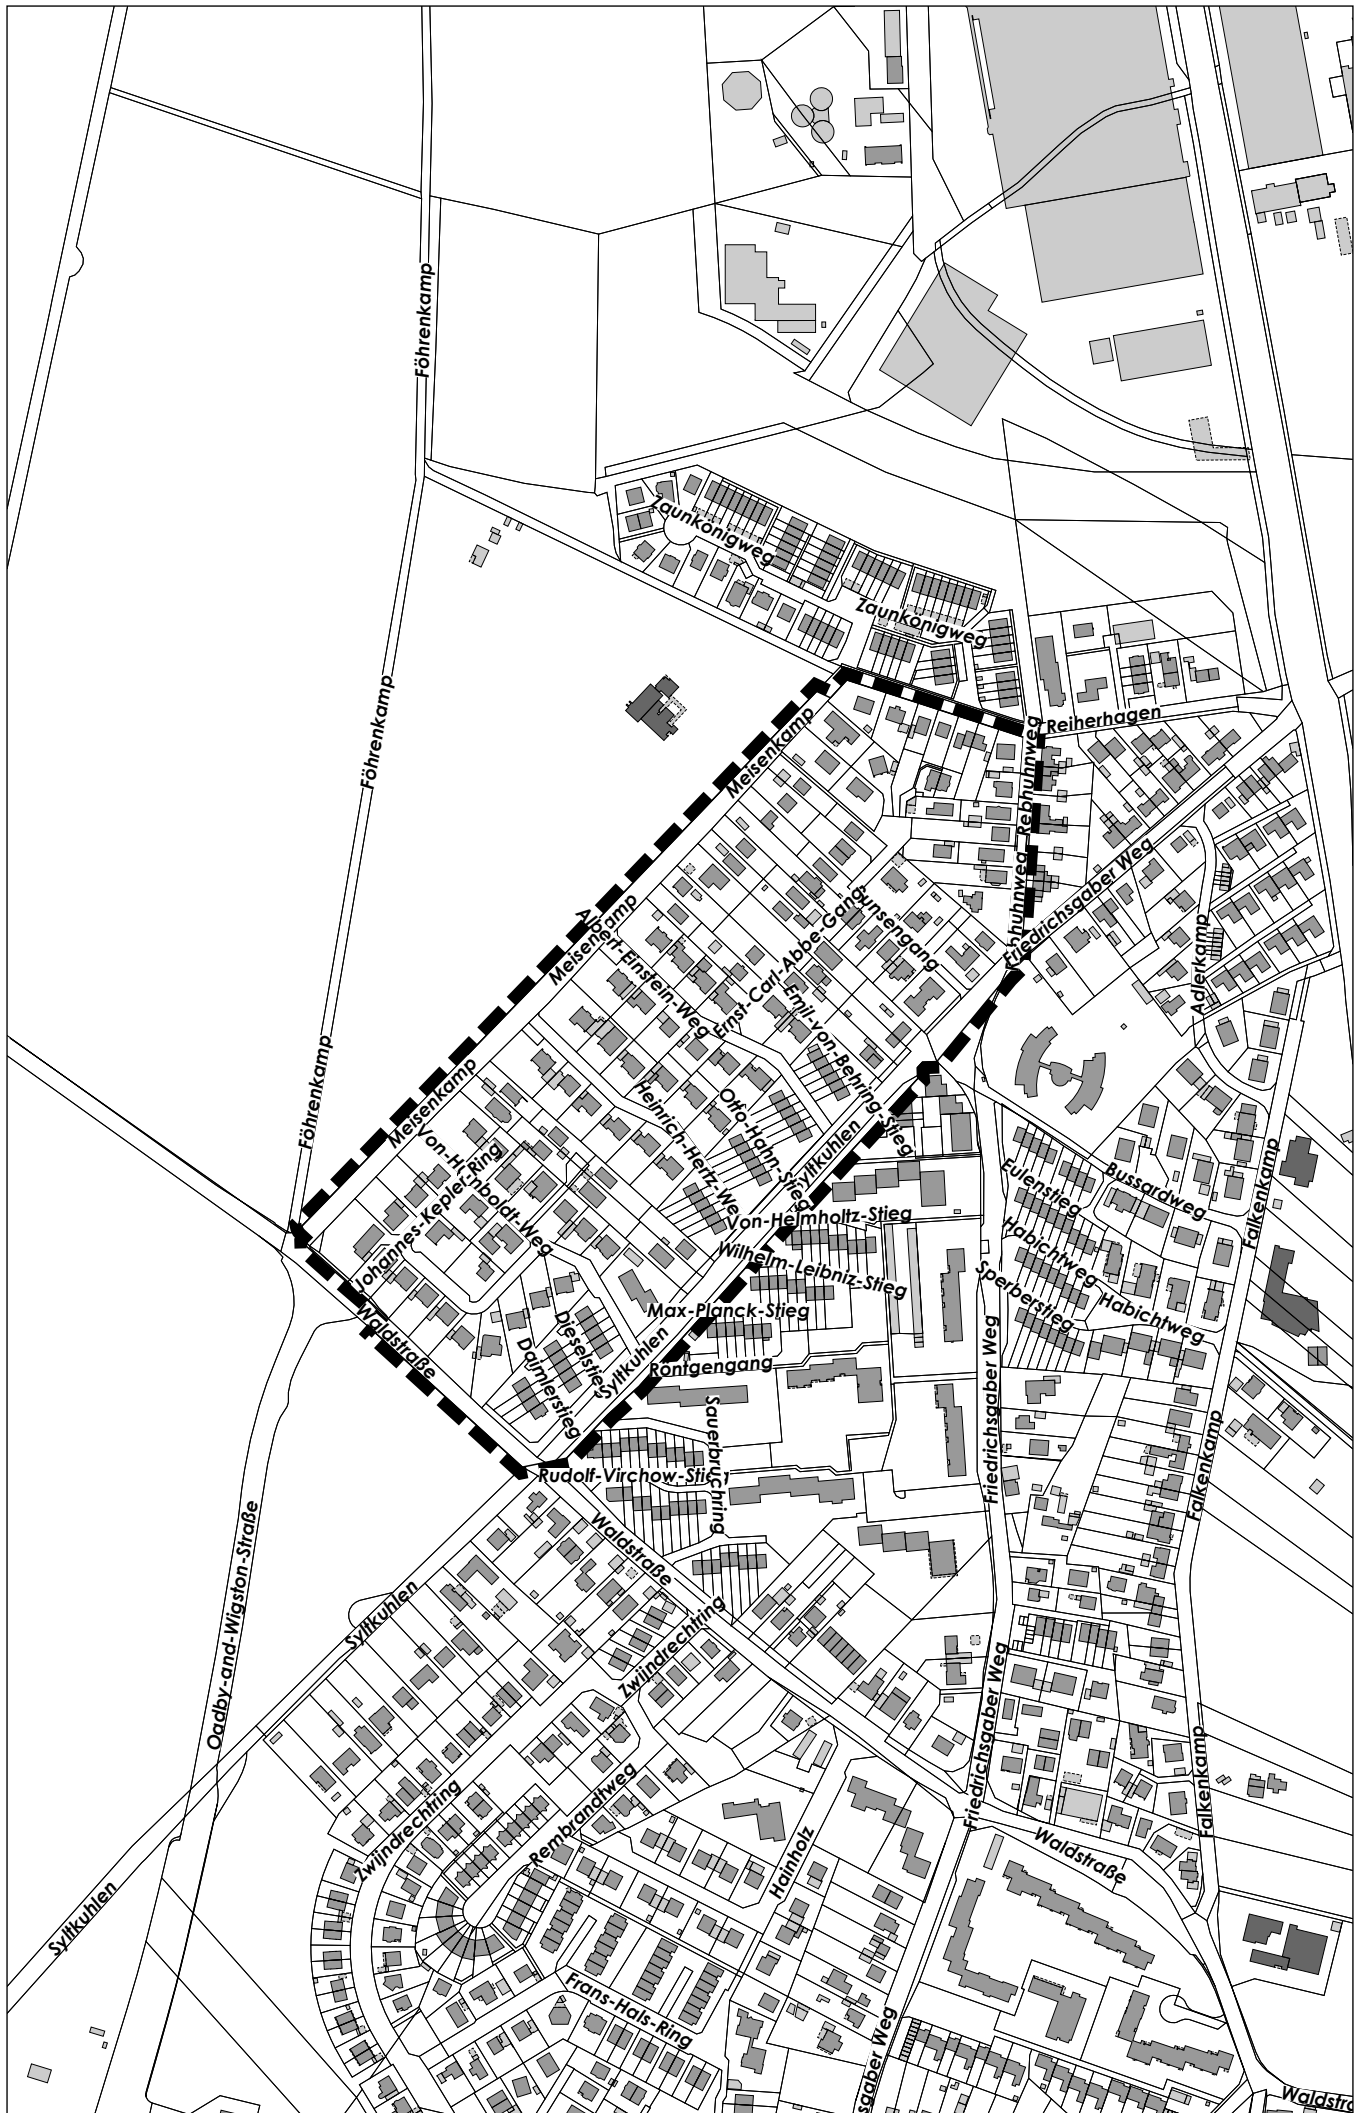 Föhrenkamp
Zaunkönigweg
Zaunkönigweg
Föhrenkamp
Reiherhagen
Meisenkamp
Rebhuhnweg
bhuhnweg
Friedrichsgaber Weg
Meisenkamp
Albert-Einstein-Weg
Ernst-Carl-Abbe-Gang
Bunsengang
Adlerkamp
Emil-von-Behring-Stieg
Föhrenkamp
Meisenkamp
Heinrich-Hertz-Weg
Otto-Hahn-Stieg
Syltkuhlen
Von-Humboldt-Weg
Johannes-Kepler-Ring
Eulenstieg
Bussardweg
Falkenkamp
Von-Helmholtz-Stieg
Wilhelm-Leibniz-Stieg
Habichtweg
Sperberstieg
Habichtweg
Max-Planck-Stieg
Waldstraße
Dieselstieg
Daimlerstieg
Syltkuhlen
Röntgengang
Friedrichsgaber Weg
Sauerbruchring
Falkenkamp
Rudolf-Virchow-Stieg
Waldstraße
Oadby-and-Wigston-Straße
Syltkuhlen
Zwijndrechtring
Friedrichsgaber Weg
Falkenkamp
Zwijndrechtring
Rembrandtweg
Hainholz
Waldstraße
Syltkuhlen
Frans-Hals-Ring
sgaber Weg
Waldstra